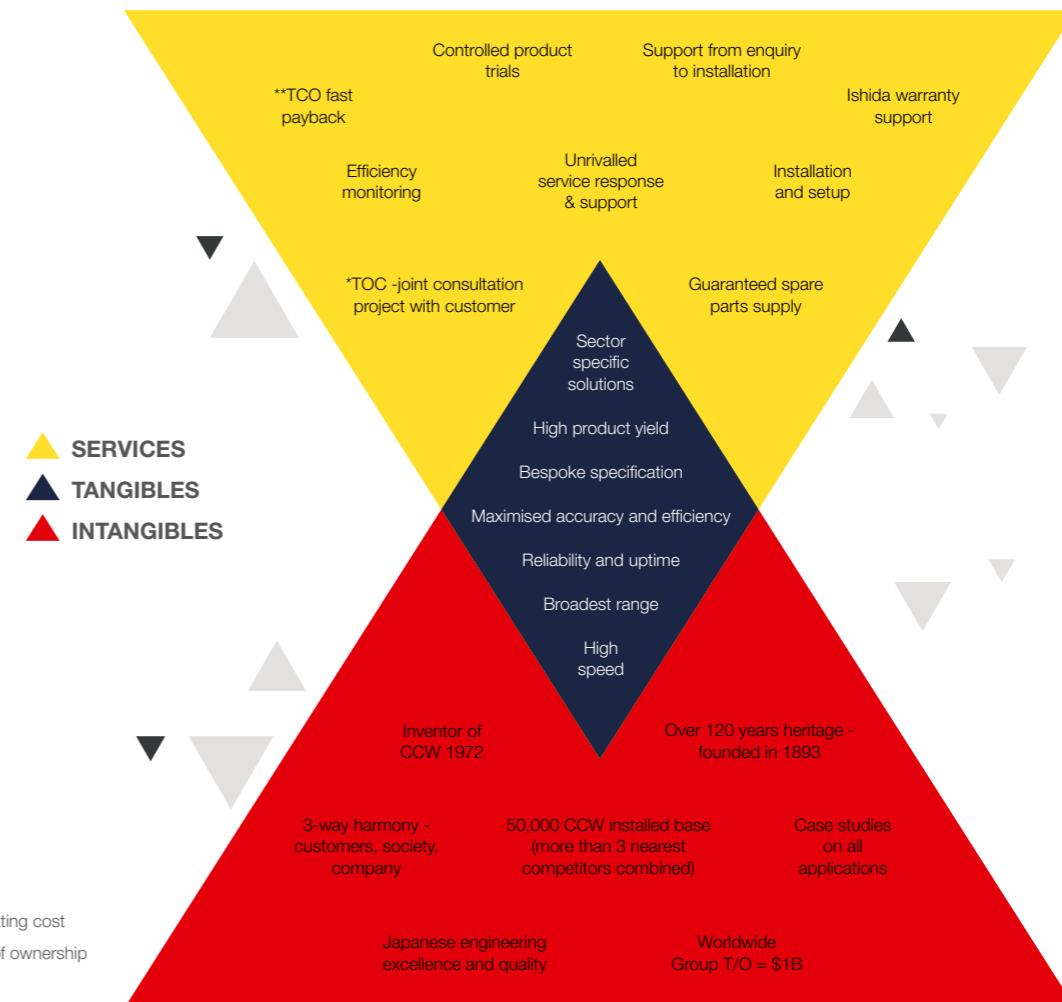 Controlled product
trials
Support from enquiry
to installation
**TCO fast
payback
Ishida warranty
support
Efficiency
monitoring
Unrivalled
service response
& support
Installation
and setup
*TOC -joint consultation
project with customer
Guaranteed spare
parts supply
Sector
specific
solutions
High product yield
Bespoke specification
Maximised accuracy and efficiency
Reliability and uptime
Broadest range
High
speed
SERVICES
TANGIBLES
INTANGIBLES
Inventor of
CCW 1972
Over 120 years heritage -
founded in 1893
3-way harmony -
customers, society,
company
50,000 CCW installed base
(more than 3 nearest
competitors combined)
Case studies
on all
applications
Japanese engineering
excellence and quality
Worldwide
Group T/O = $1B
cost
of ownership